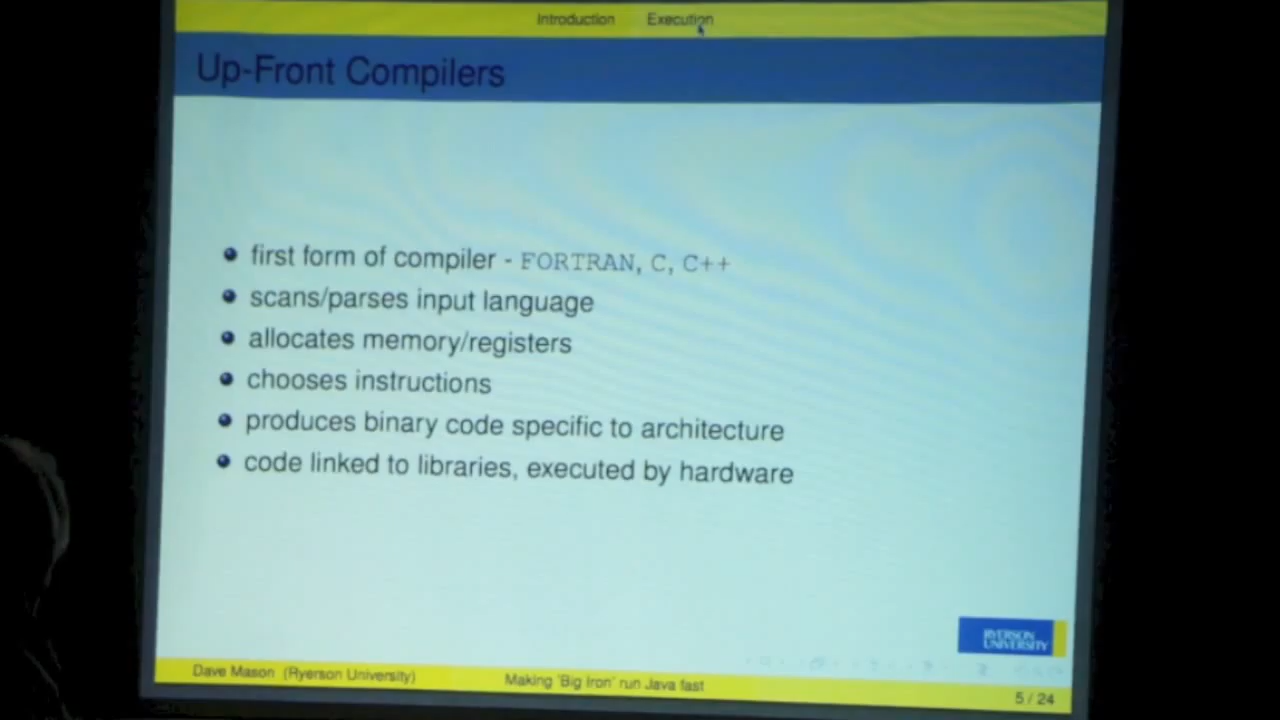 Introduction Execution
Up-Front Compilers
first form of compiler - FORTRAN, C, C++
scans/parses input language
allocates memory/registers
chooses instructions
produces binary code specific to architecture
code linked to libraries, executed by hardware
RYERSON
UNIVERSITY
Dave Mason (Ryerson University) Making 'Big Iron' run Java fast
5 / 24